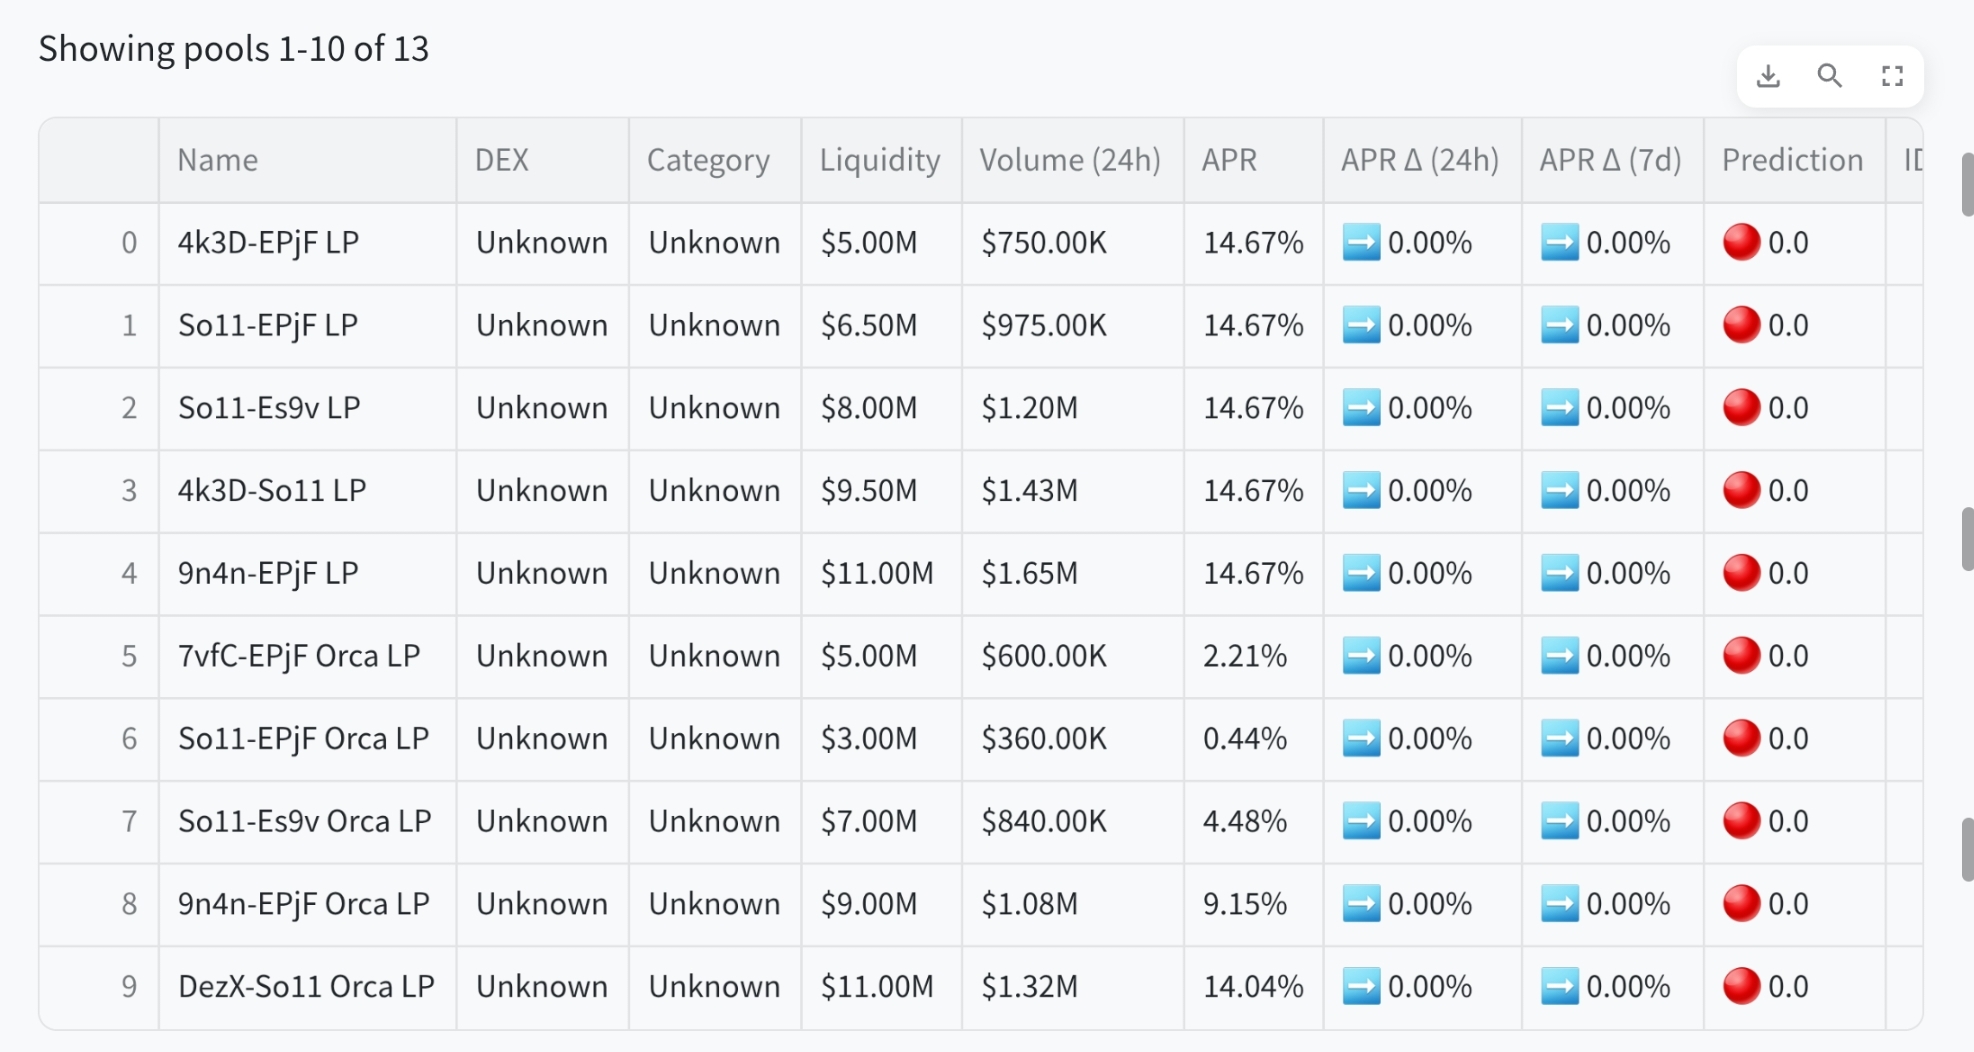 Showing pools 1-10 of 13
Name DEX Category Liquidity Volume (24h) APR APR Δ (24h) APR Δ (7d) Prediction
0 4k3D-EPjF LP Unknown Unknown $5.00M $750.00K 14.67% ➡️ 0.00% ➡️ 0.00% 🔴 0.0
1 So11-EPjF LP Unknown Unknown $6.50M $975.00K 14.67% ➡️ 0.00% ➡️ 0.00% 🔴 0.0
2 So11-Es9v LP Unknown Unknown $8.00M $1.20M 14.67% ➡️ 0.00% ➡️ 0.00% 🔴 0.0
3 4k3D-So11 LP Unknown Unknown $9.50M $1.43M 14.67% ➡️ 0.00% ➡️ 0.00% 🔴 0.0
4 9n4n-EPjF LP Unknown Unknown $11.00M $1.65M 14.67% ➡️ 0.00% ➡️ 0.00% 🔴 0.0
5 7vfC-EPjF Orca LP Unknown Unknown $5.00M $600.00K 2.21% ➡️ 0.00% ➡️ 0.00% 🔴 0.0
6 So11-EPjF Orca LP Unknown Unknown $3.00M $360.00K 0.44% ➡️ 0.00% ➡️ 0.00% 🔴 0.0
7 So11-Es9v Orca LP Unknown Unknown $7.00M $840.00K 4.48% ➡️ 0.00% ➡️ 0.00% 🔴 0.0
8 9n4n-EPjF Orca LP Unknown Unknown $9.00M $1.08M 9.15% ➡️ 0.00% ➡️ 0.00% 🔴 0.0
9 DezX-So11 Orca LP Unknown Unknown $11.00M $1.32M 14.04% ➡️ 0.00% ➡️ 0.00% 🔴 0.0